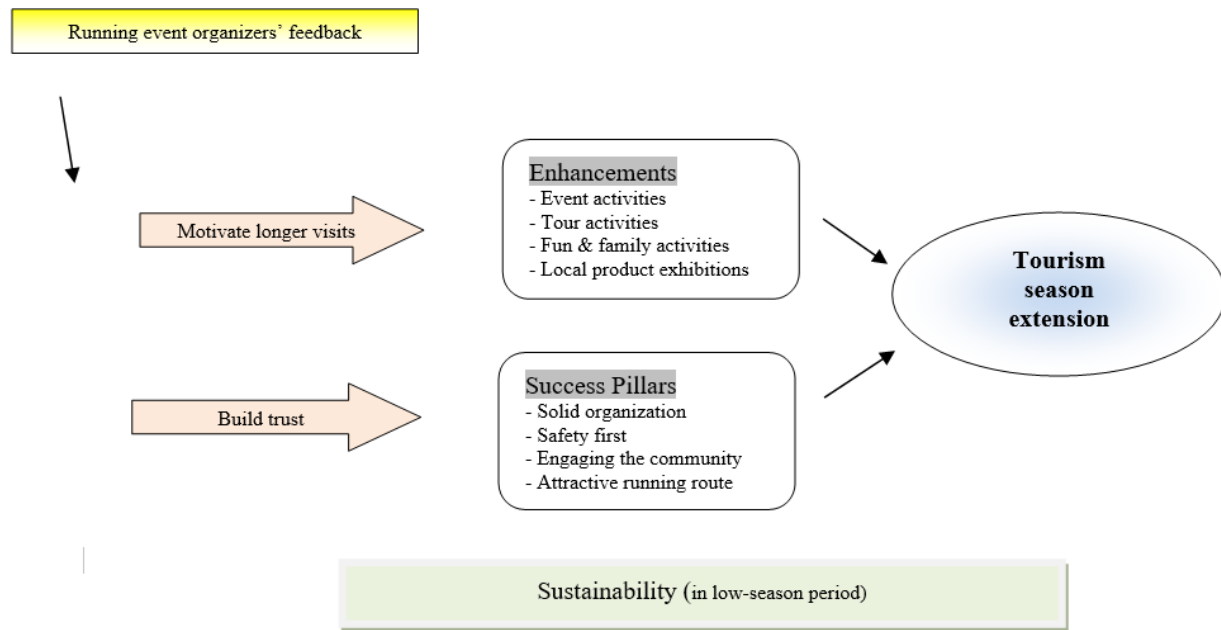 Running event organizers’ feedback
Motivate longer visits
Enhancements
- Event activities
- Tour activities
- Fun & family activities
- Local product exhibitions
Tourism
season
extension
Build trust
Success Pillars
- Solid organization
- Safety first
- Engaging the community
- Attractive running route
Sustainability (in low-season period)